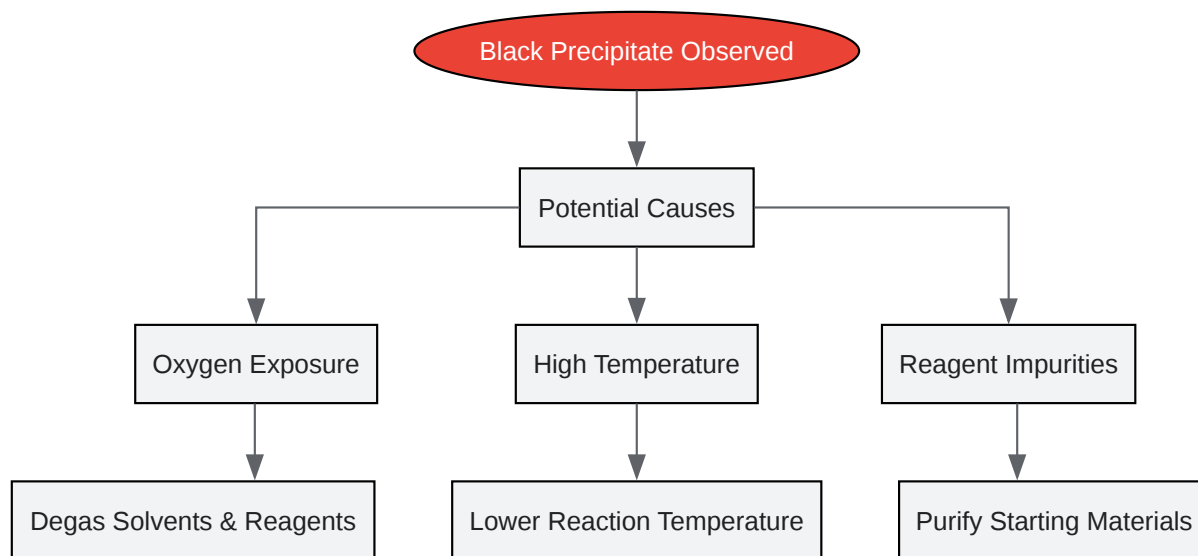 Black Precipitate Observed
Potential Causes
Oxygen Exposure
High Temperature
Reagent Impurities
Degas Solvents & Reagents
Lower Reaction Temperature
Purify Starting Materials